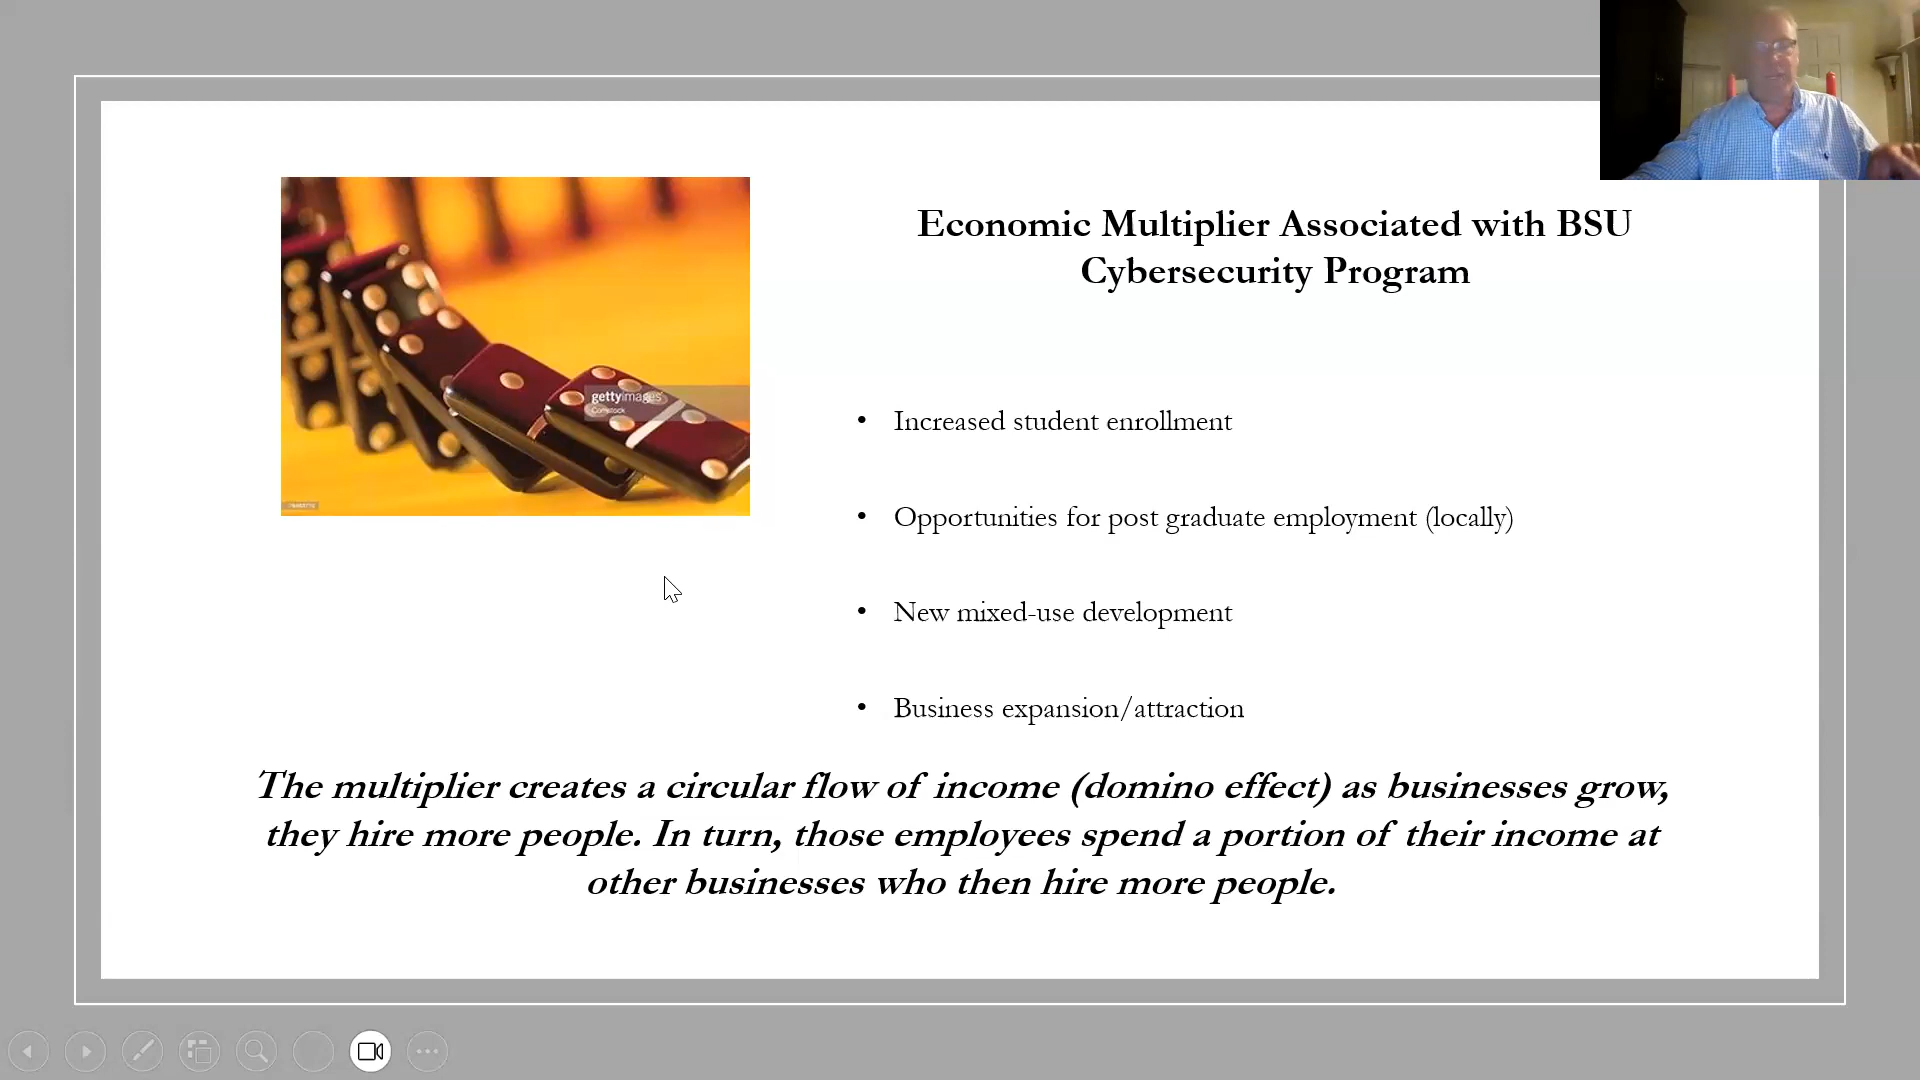 Economic Multiplier Associated with BSU
Cybersecurity Program
gettyimages
Comstock
• Increased student enrollment
• Opportunities for post graduate employment (locally)
• New mixed-use development
• Business expansion/attraction
The multiplier creates a circular flow of income (domino effect) as businesses grow,
they hire more people. In turn, those employees spend a portion of their income at
other businesses who then hire more people.